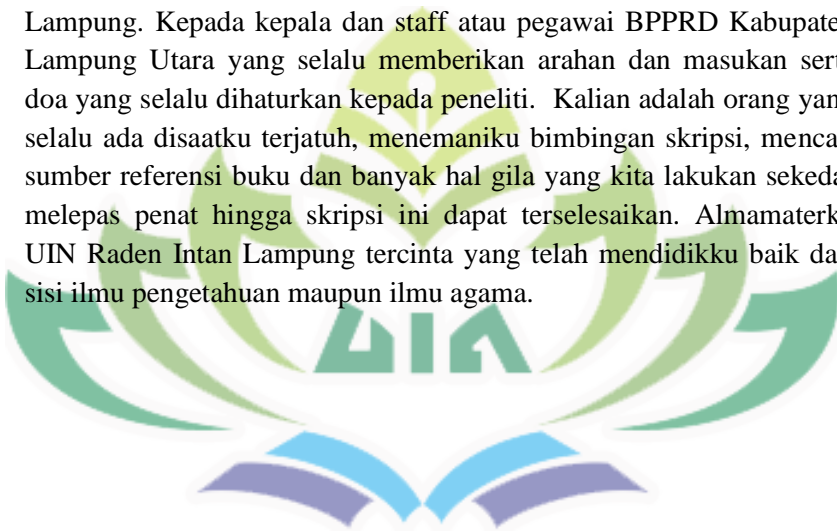 Lampung. Kepada kepala dan staff atau pegawai BPPRD Kabupate
Lampung Utara yang selalu memberikan arahan dan masukan sert
doa yang selalu dihaturkan kepada peneliti. Kalian adalah orang yan
selalu ada disaatku terjatuh, menemaniku bimbingan skripsi, menca
sumber referensi buku dan banyak hal gila yang kita lakukan sekeda
melepas penat hingga skripsi ini dapat terselesaikan. Almamaterk
UIN Raden Intan Lampung tercinta yang telah mendidikku baik da
sisi ilmu pengetahuan maupun ilmu agama.
UIN